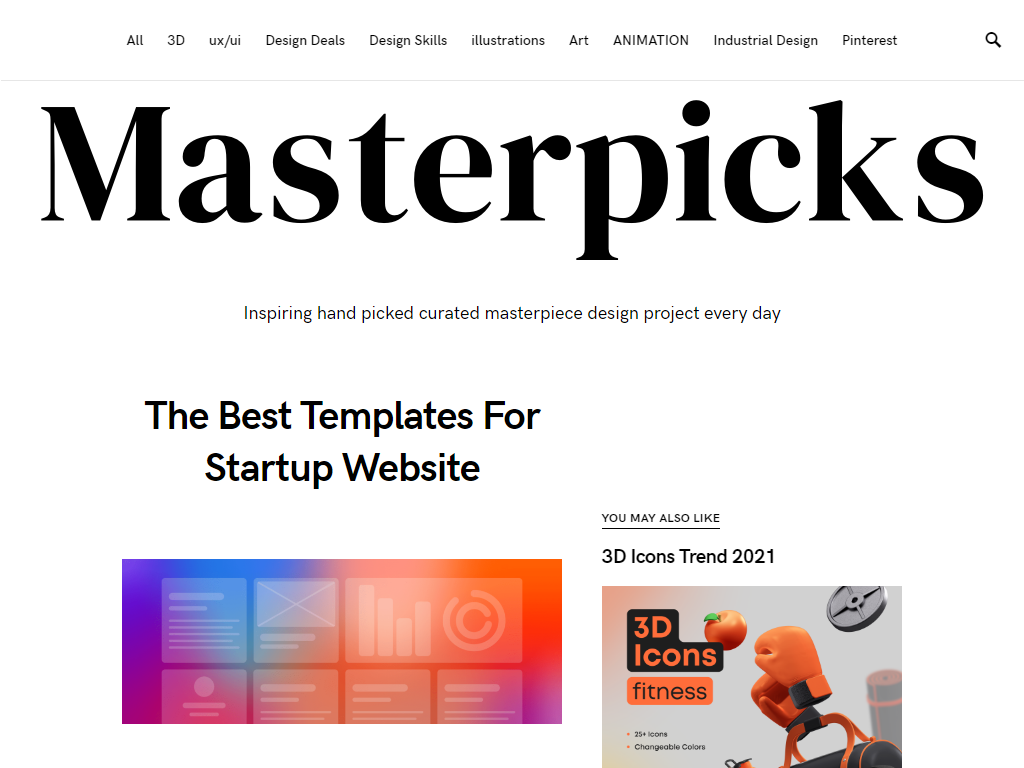 All 3D ux/ui Design Deals Design Skills illustrations Art ANIMATION Industrial Design Pinterest
Masterpicks
Inspiring hand picked curated masterpiece design project every day
The Best Templates For
Startup Website
YOU MAY ALSO LIKE
3D Icons Trend 2021
3D
Icons
fitness
25+ Icons
Changeable Colors